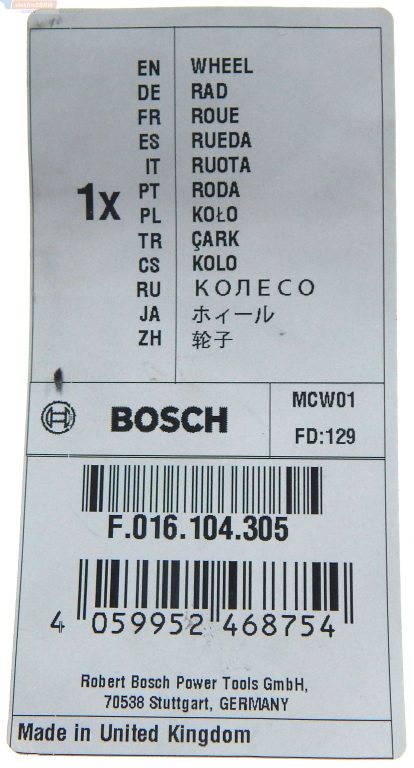 1x
EN WHEEL
DE RAD
FR ROUE
ES RUEDA
IT RUOTA
PT RODA
PL KOŁO
TR ÇARK
CS KOLO
RU КОЛЕСО
JA ホィール
ZH 轮子
BOSCH
MCW01
FD:129
F.016.104.305
4 059952 468754
Robert Bosch Power Tools GmbH,
70538 Stuttgart, GERMANY
Made in United Kingdom